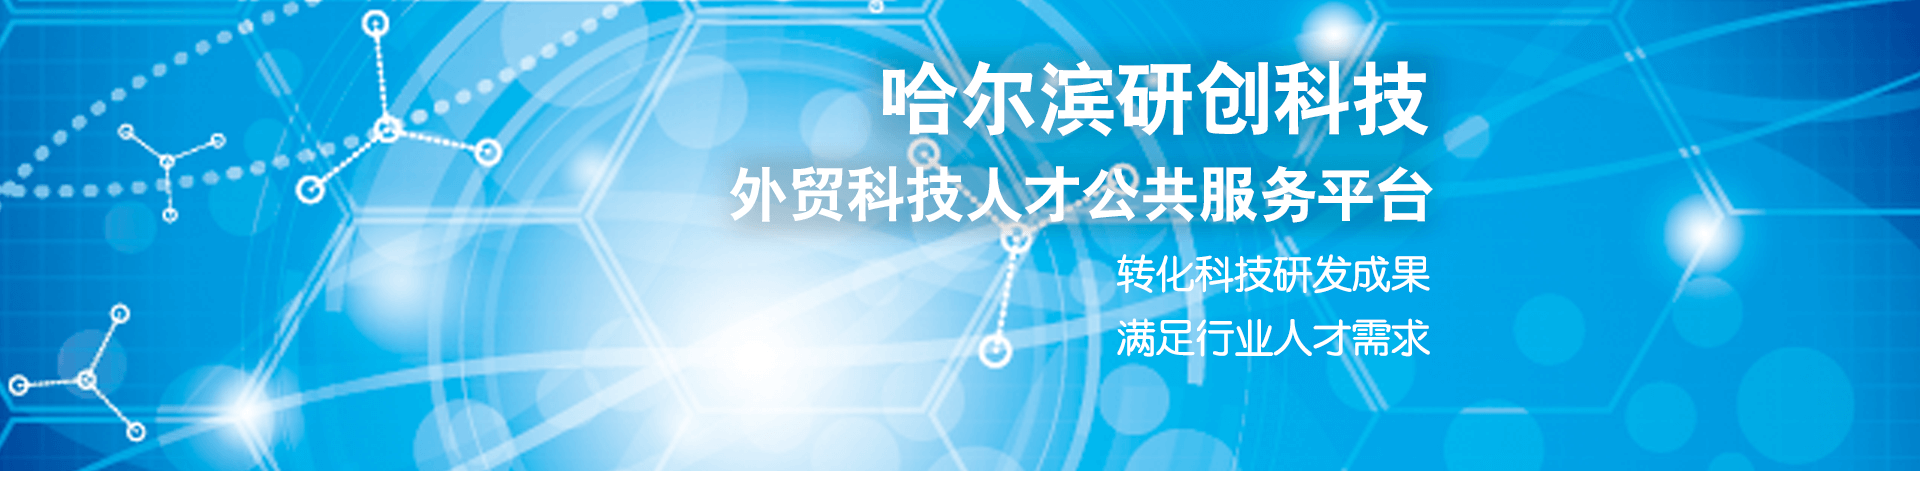 哈尔滨研创科技
外贸科技人才公共服务平台
转化科技研发成果
满足行业人才需求